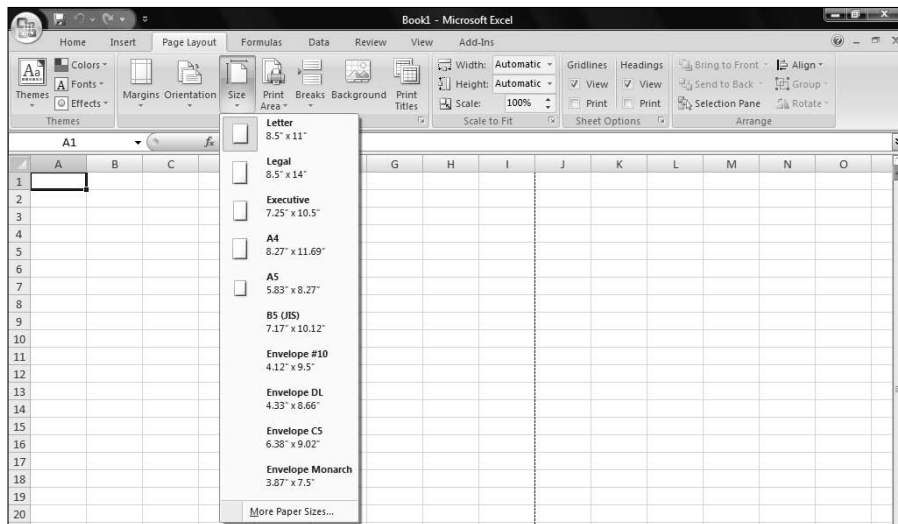 Book1 - Microsoft Excel
Home Insert Page Layout Formulas Data Review View Add-Ins
Aa Colors
A Fonts
Effects
Themes
Margins Orientation Size Print Area Breaks Background Print Titles
Width: Automatic
Height: Automatic
Scale: 100%
Gridlines Headings
View View
Print Print
Bring to Front Align
Send to Back Group
Selection Pane Rotate
Themes Scale to Fit Sheet Options Arrange
A1 fx
A B C G H I J K L M N O
Letter
8.5" x 11"
Legal
8.5" x 14"
Executive
7.25" x 10.5"
A4
8.27" x 11.69"
A5
5.83" x 8.27"
B5 (JIS)
7.17" x 10.12"
Envelope #10
4.12" x 9.5"
Envelope DL
4.33" x 8.66"
Envelope C5
6.38" x 9.02"
Envelope Monarch
3.87" x 7.5"
More Paper Sizes...
1
2
3
4
5
6
7
8
9
10
11
12
13
14
15
16
17
18
19
20